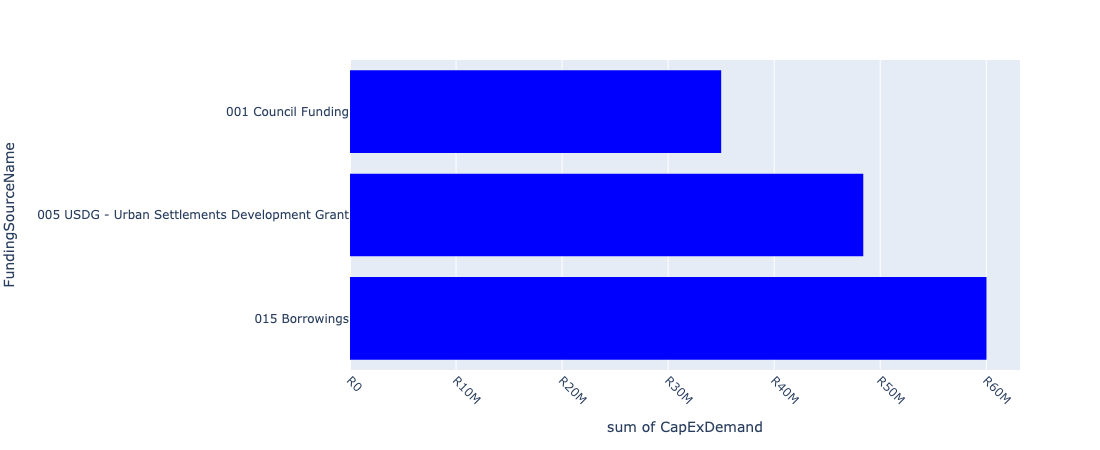 FundingSourceName
001 Council Funding
005 USDG - Urban Settlements Development Grant
015 Borrowings
R0
R10M
R20M
R30M
R40M
R50M
R60M
sum of CapExDemand